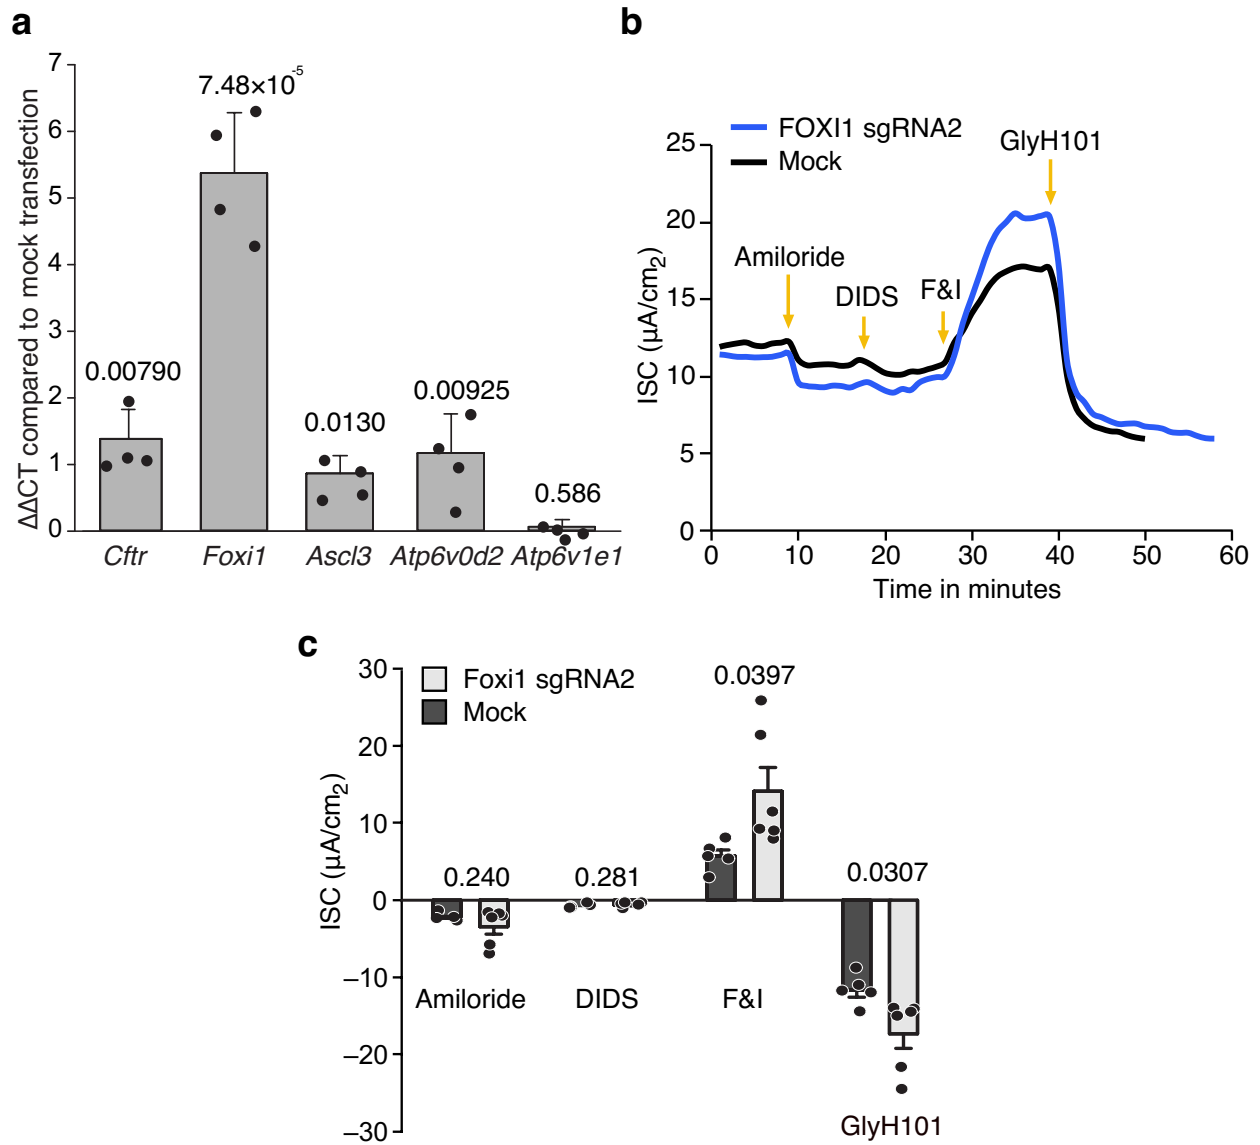 a
ΔΔCT compared to mock transfection
7
6
5
4
3
2
1
0
0.00790
7.48×10-5
0.0130
0.00925
0.586
Cftr
Foxi1
Ascl3
Atp6v0d2
Atp6v1e1
b
FOXI1 sgRNA2
Mock
ISC (μA/cm2)
25
20
15
10
5
0
Amiloride
DIDS
F&I
GlyH101
0 10 20 30 40 50 60
Time in minutes
c
Foxi1 sgRNA2
Mock
ISC (μA/cm2)
30
20
10
0
–10
–20
–30
0.240
0.281
0.0397
0.0307
Amiloride
DIDS
F&I
GlyH101